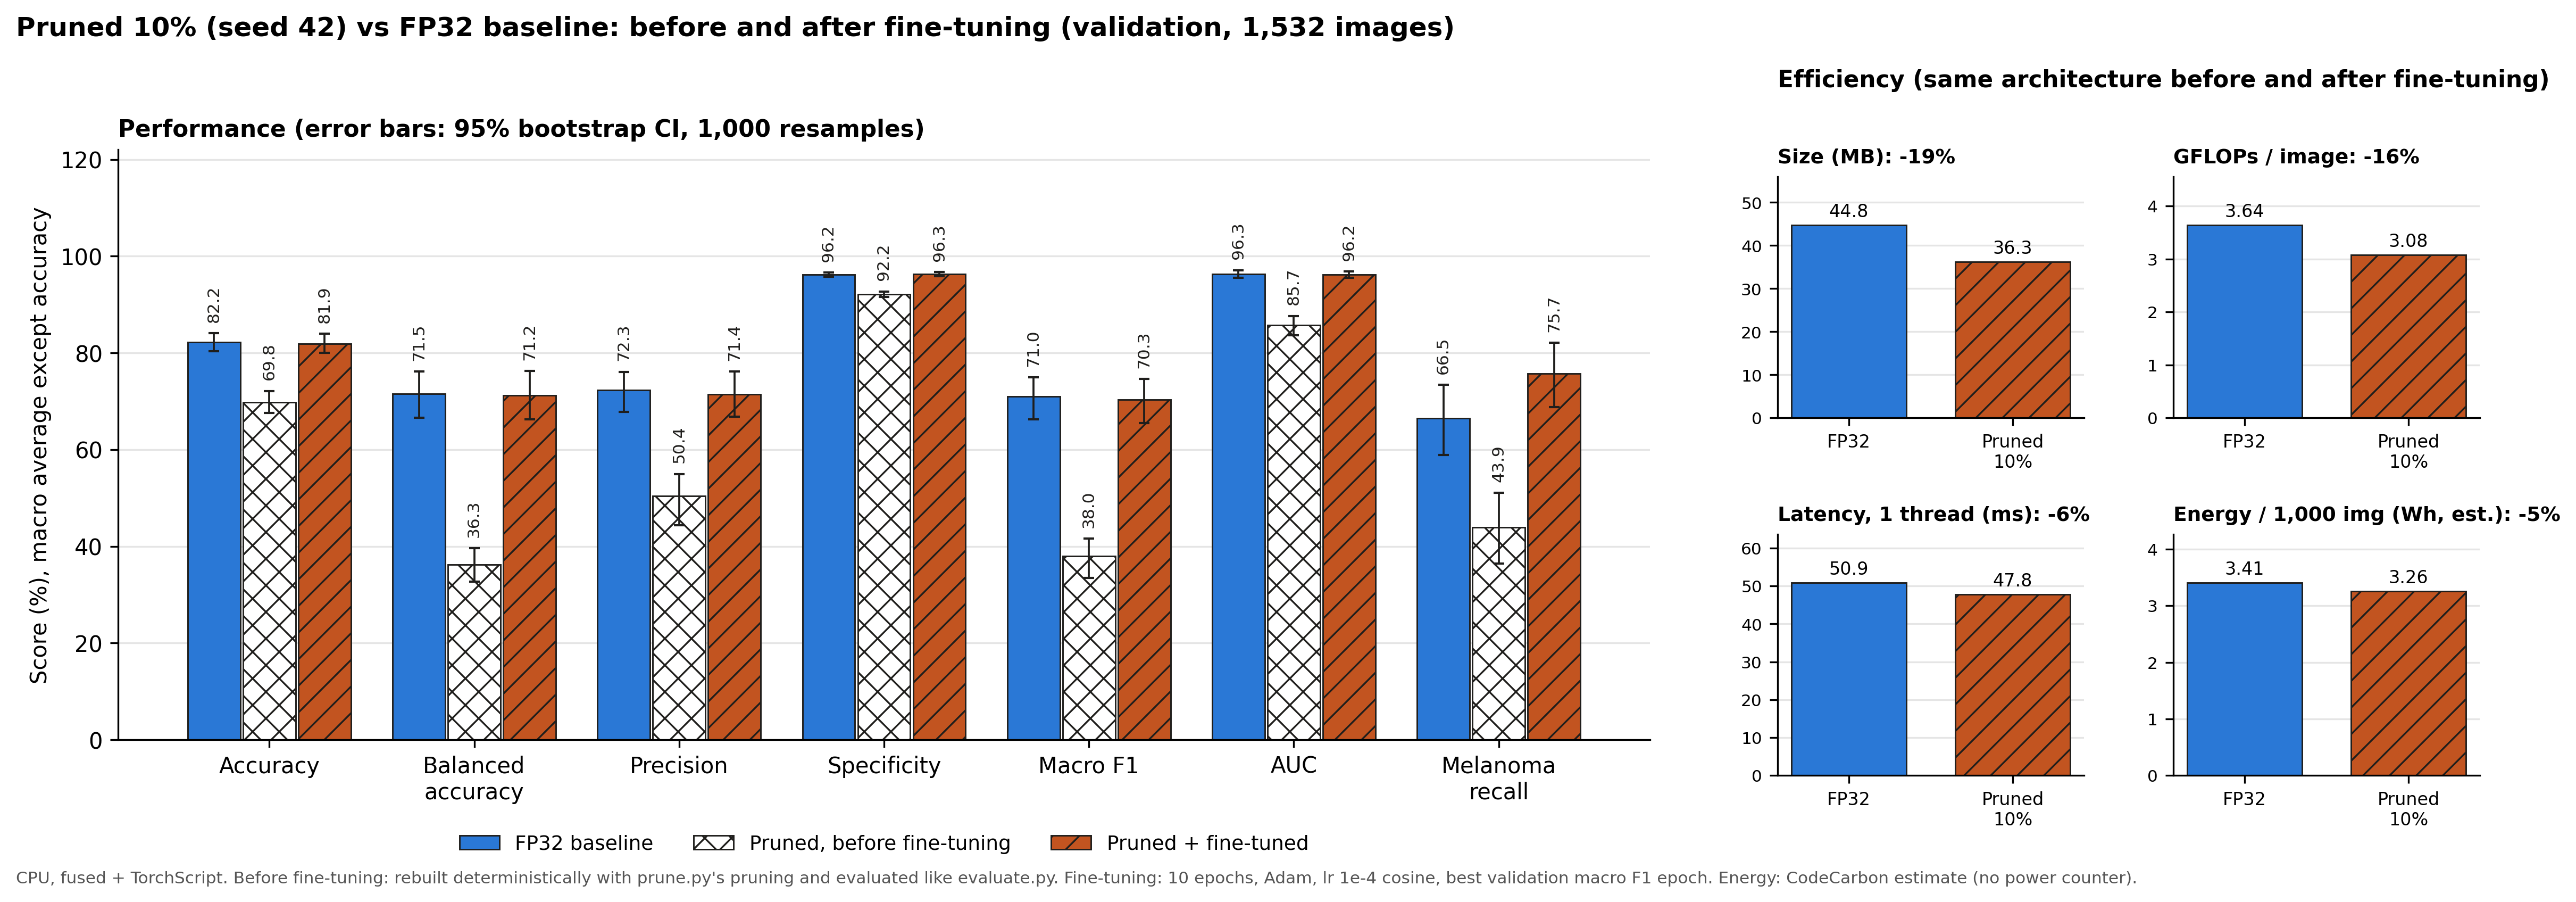 Pruned 10% (seed 42) vs FP32 baseline: before and after fine-tuning (validation, 1,532 images)
Performance (error bars: 95% bootstrap CI, 1,000 resamples)
Score (%), macro average except accuracy
120
100
80
60
40
20
0
82.2
69.8
81.9
71.5
36.3
71.2
72.3
50.4
71.4
96.2
92.2
96.3
71.0
38.0
70.3
96.3
85.7
96.2
66.5
43.9
75.7
Accuracy
Balanced
accuracy
Precision
Specificity
Macro F1
AUC
Melanoma
recall
FP32 baseline
Pruned, before fine-tuning
Pruned + fine-tuned
Efficiency (same architecture before and after fine-tuning)
Size (MB): -19%
50
40
30
20
10
0
44.8
36.3
FP32
Pruned
10%
GFLOPs / image: -16%
4
3
2
1
0
3.64
3.08
FP32
Pruned
10%
Latency, 1 thread (ms): -6%
60
50
40
30
20
10
0
50.9
47.8
FP32
Pruned
10%
Energy / 1,000 img (Wh, est.): -5%
4
3
2
1
0
3.41
3.26
FP32
Pruned
10%
CPU, fused + TorchScript. Before fine-tuning: rebuilt deterministically with prune.py's pruning and evaluated like evaluate.py. Fine-tuning: 10 epochs, Adam, lr 1e-4 cosine, best validation macro F1 epoch. Energy: CodeCarbon estimate (no power counter).